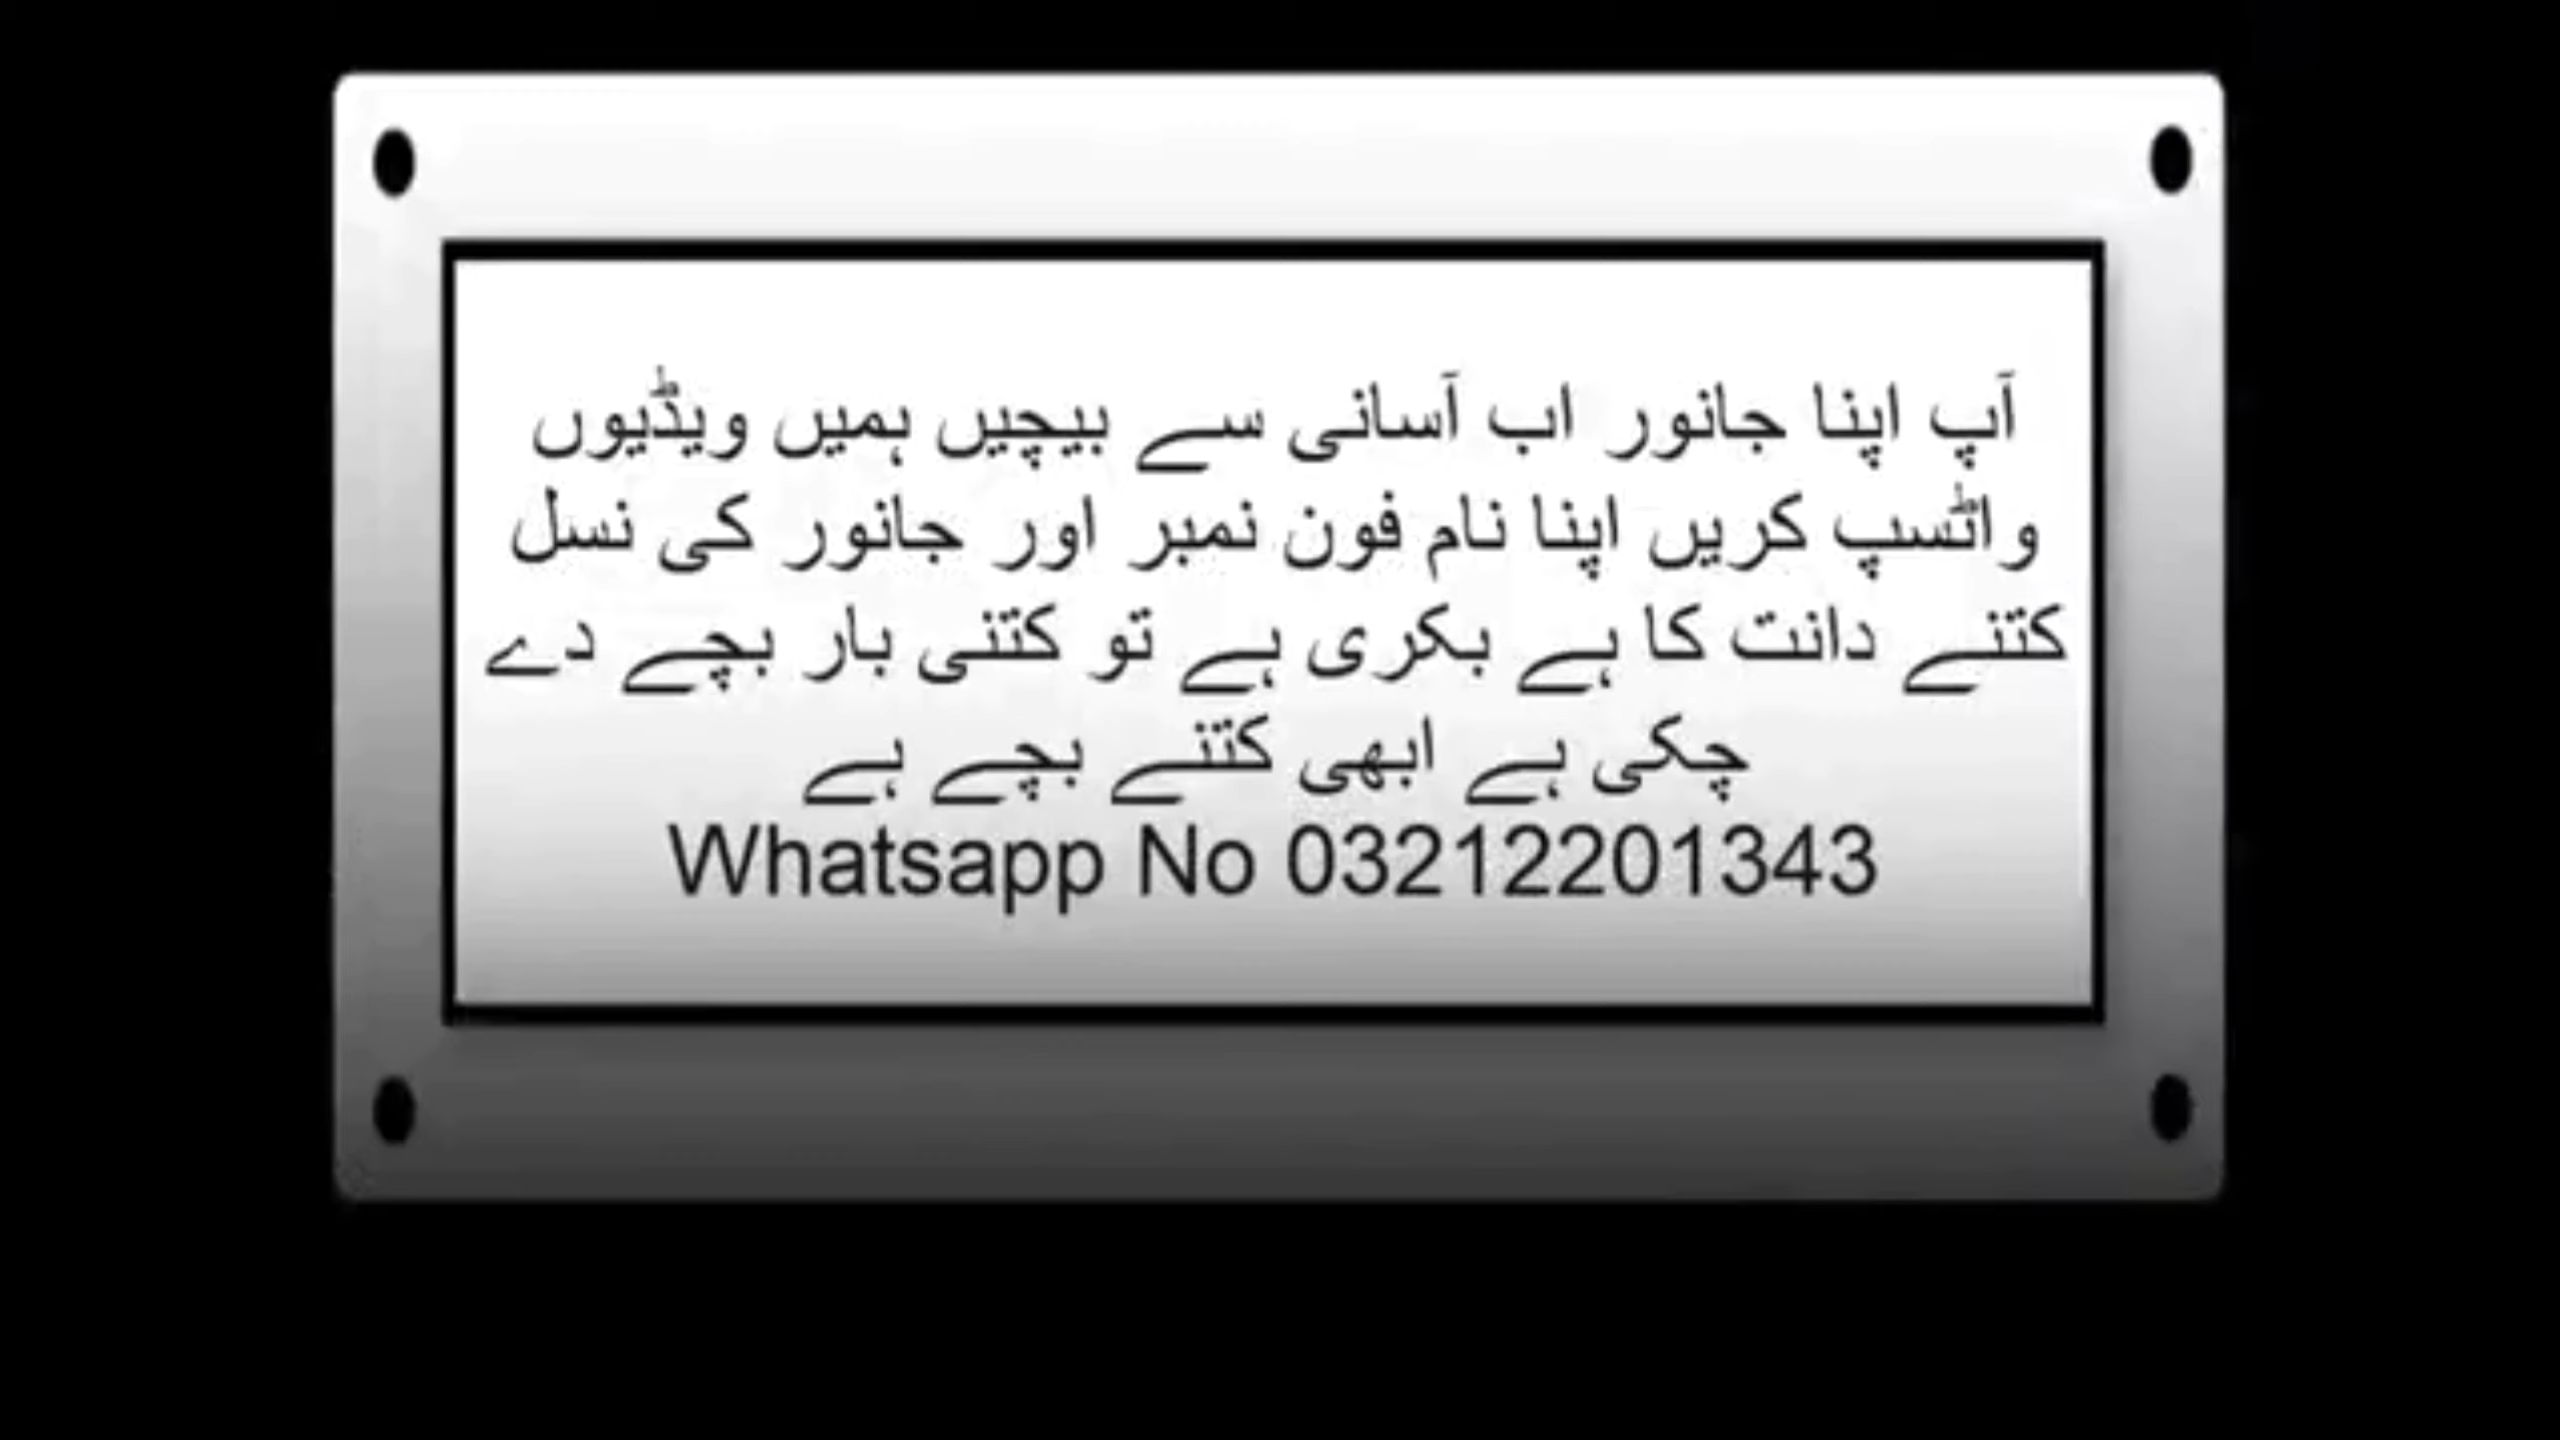 آپ اپنا جانور اب آسانی سے بیچیں ہمیں ویڈیوں
واٹسپ کریں اپنا نام فون نمبر اور جانور کی نسل
کتنے دانت کا ہے بکری ہے تو کتنی بار بچے دے
چکی ہے ابھی کتنے بچے ہے
Whatsapp No 03212201343